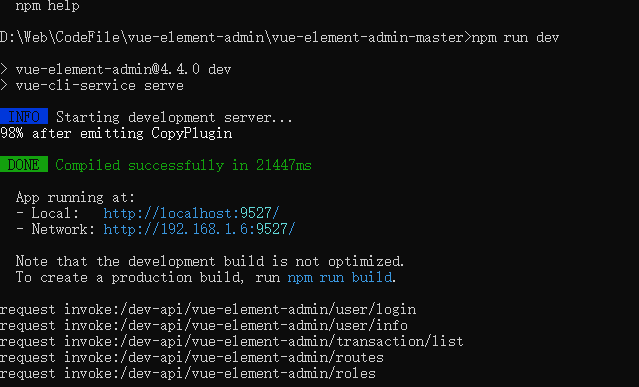 npm help
D:\Web\CodeFile\vue-element-admin\vue-element-admin-master>npm run dev
> vue-element-admin@4.4.0 dev
> vue-cli-service serve
INFO Starting development server...
98% after emitting CopyPlugin
DONE Compiled successfully in 21447ms
App running at:
- Local: http://localhost:9527/
- Network: http://192.168.1.6:9527/
Note that the development build is not optimized.
To create a production build, run npm run build.
request invoke:/dev-api/vue-element-admin/user/login
request invoke:/dev-api/vue-element-admin/user/info
request invoke:/dev-api/vue-element-admin/transaction/list
request invoke:/dev-api/vue-element-admin/routes
request invoke:/dev-api/vue-element-admin/roles